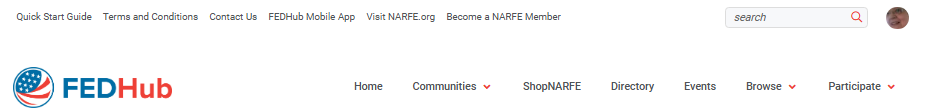 Quick Start Guide Terms and Conditions Contact Us FEDHub Mobile App Visit NARFE.org Become a NARFE Member search
FEDHub Home Communities ShopNARFE Directory Events Browse Participate